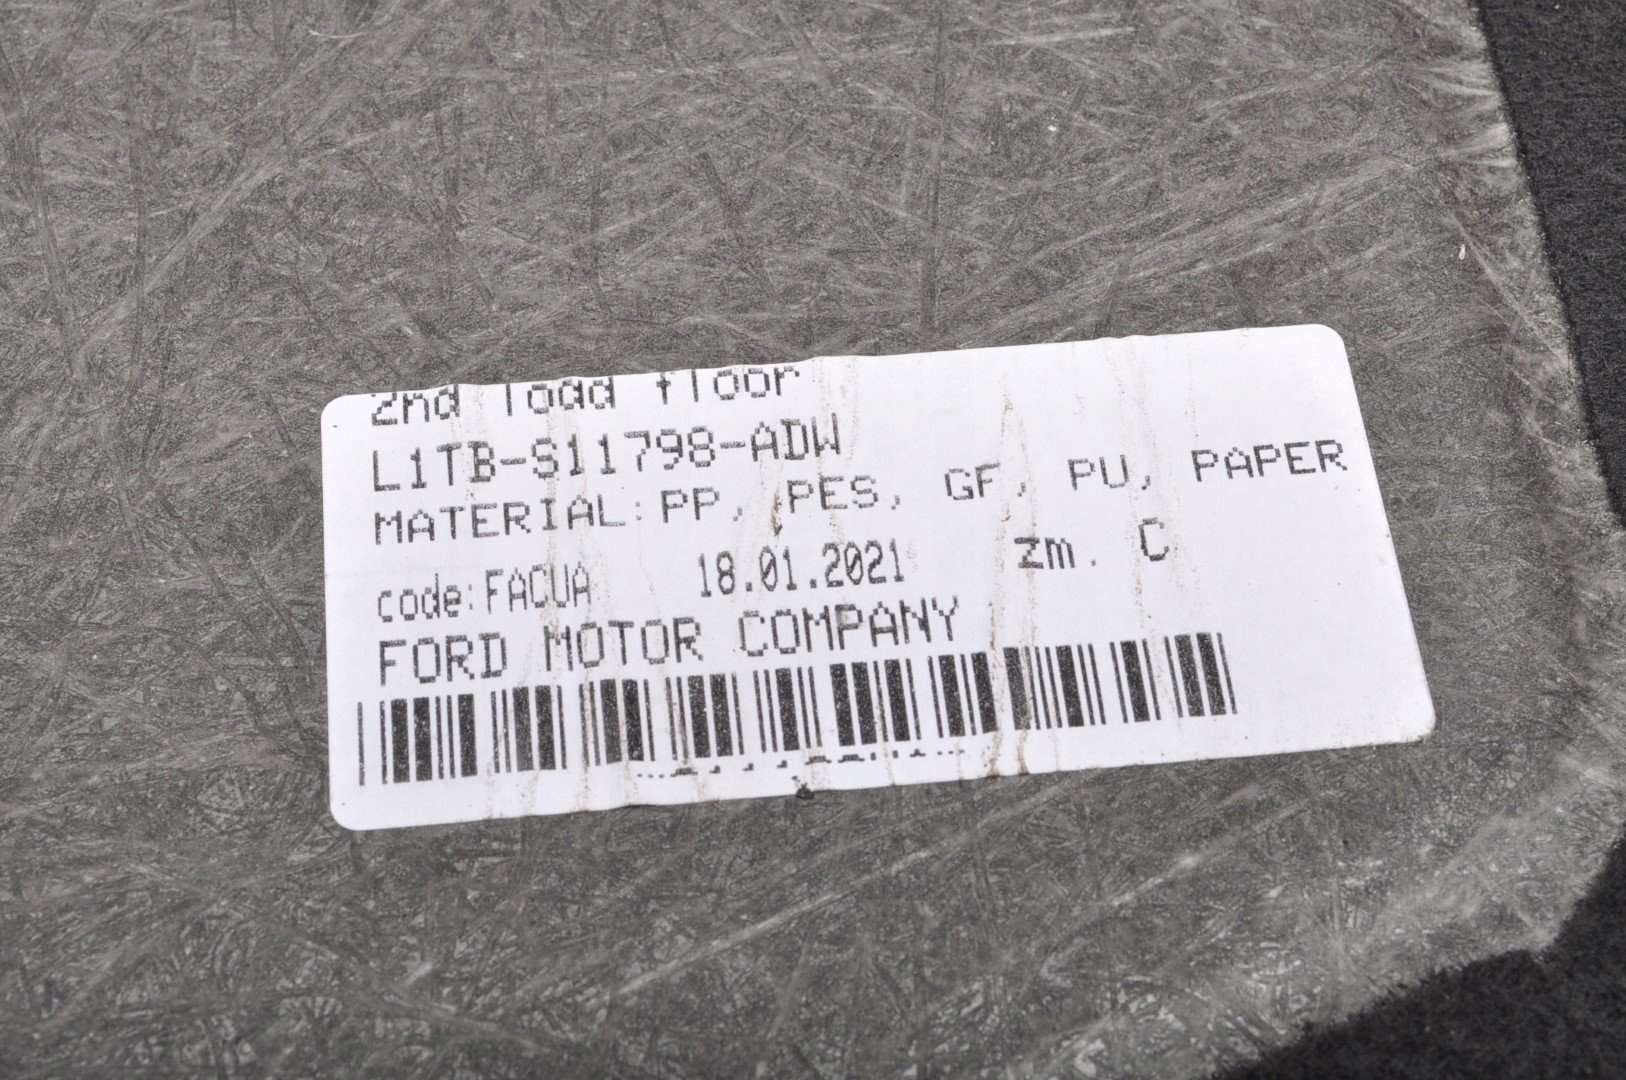 2nd load floor
L1TB-S11798-ADW
MATERIAL: PP, PES, GF, PU, PAPER
code: FACUA 18.01.2021 zm. C
FORD MOTOR COMPANY